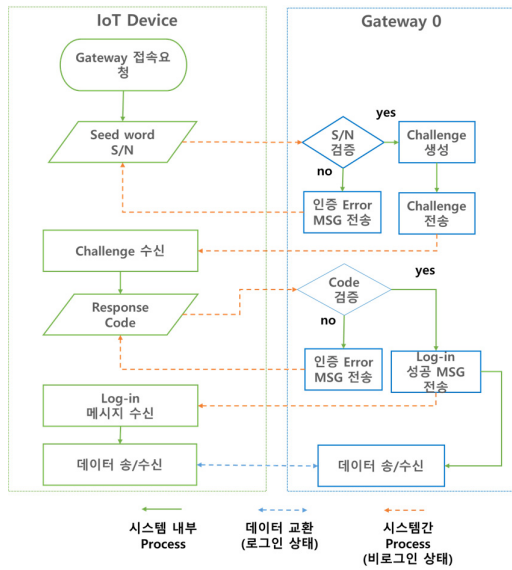 IoT Device
Gateway 0
Gateway 접속요
청
Seed word
S/N
S/N
검증
yes
Challenge
생성
no
인증 Error
MSG 전송
Challenge
전송
Challenge 수신
Code
검증
yes
Response
Code
no
인증 Error
MSG 전송
Log-in
성공 MSG
전송
Log-in
메시지 수신
데이터 송/수신
데이터 송/수신
시스템 내부
Process
데이터 교환
(로그인 상태)
시스템간
Process
(비로그인 상태)